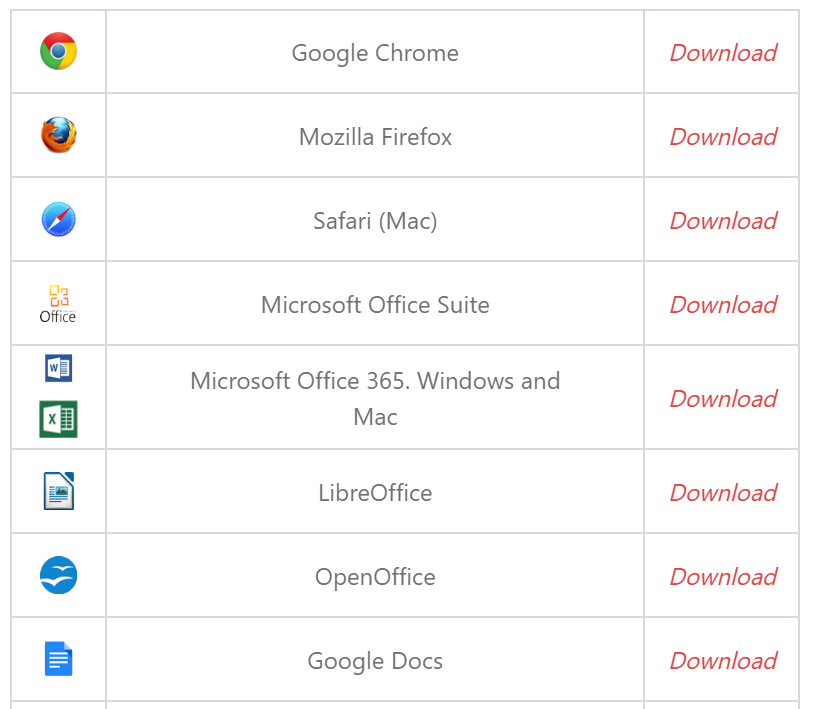 Google Chrome Download
Mozilla Firefox Download
Safari (Mac) Download
Office Microsoft Office Suite Download
W
X
Microsoft Office 365. Windows and
Mac
Download
LibreOffice Download
OpenOffice Download
Google Docs Download